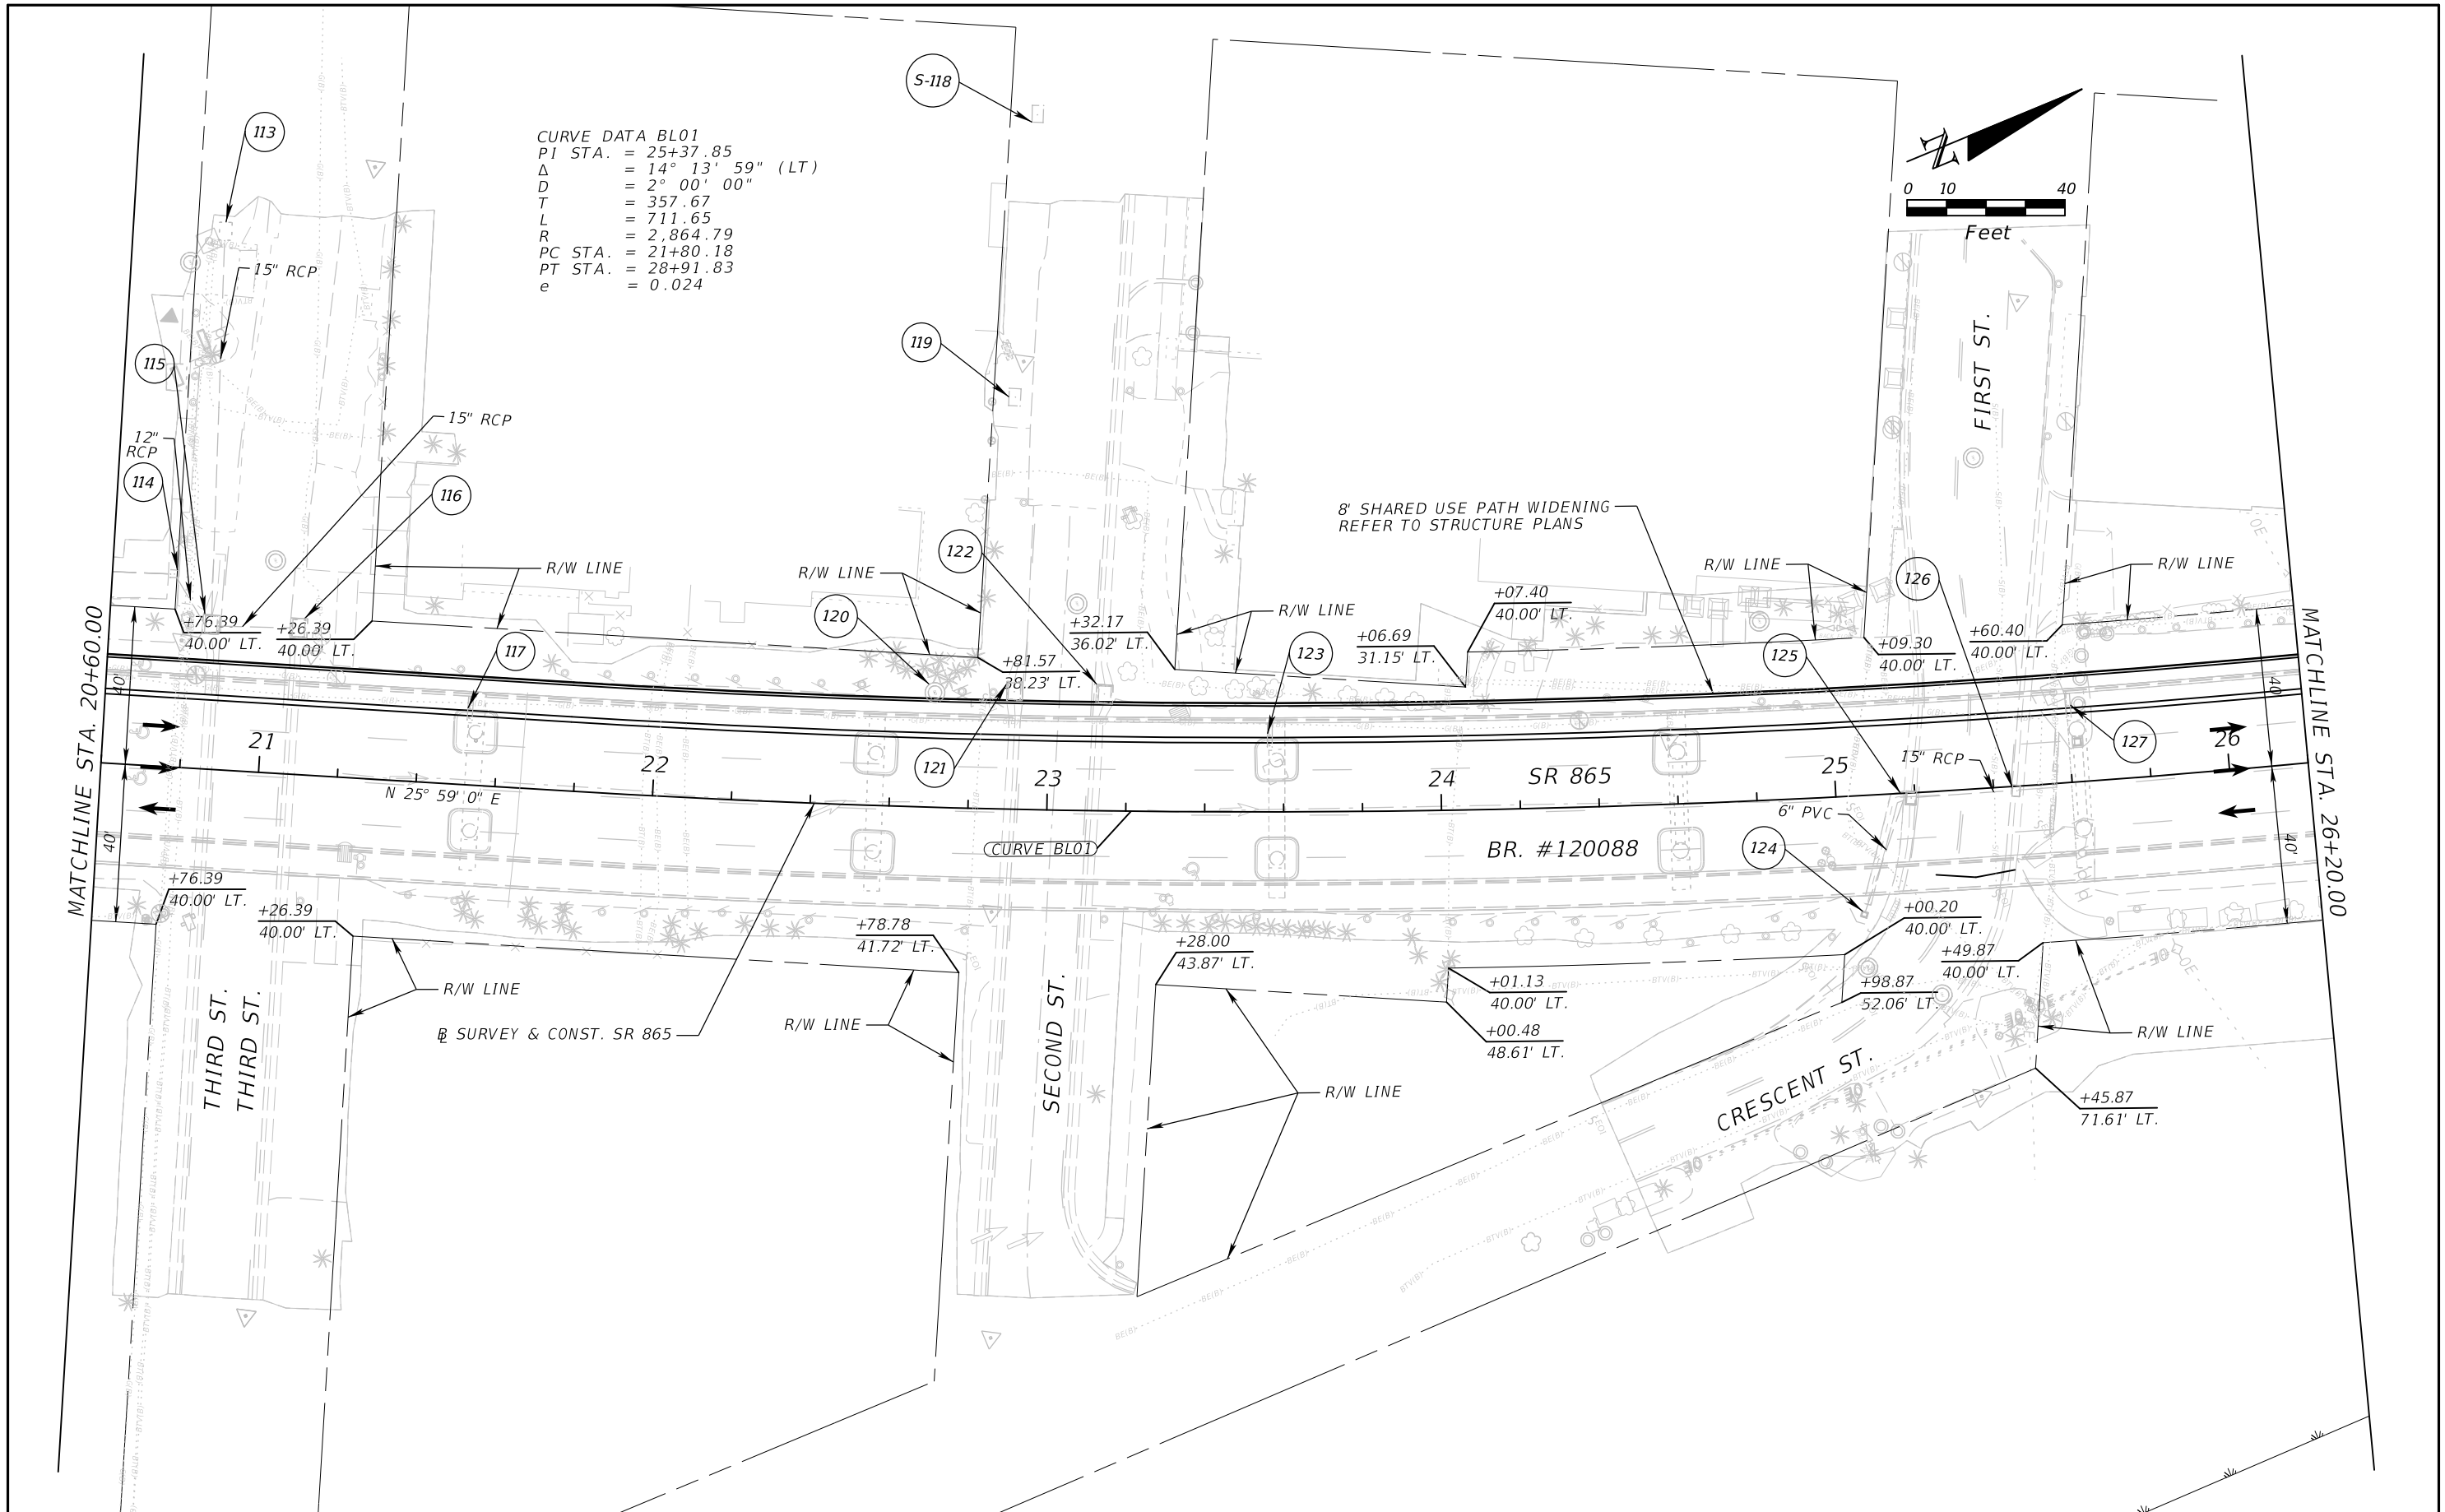 S-118
113
CURVE DATA BL01
PI STA. = 25+37.85
Δ = 14° 13' 59" (LT)
D = 2° 00' 00"
T = 357.67
L = 711.65
R = 2,864.79
PC STA. = 21+80.18
PT STA. = 28+91.83
e = 0.024
N
0 10 40
Feet
15" RCP
FIRST ST.
119
115
15" RCP
12"
RCP
114
116
8' SHARED USE PATH WIDENING
REFER TO STRUCTURE PLANS
122
R/W LINE
R/W LINE
R/W LINE
R/W LINE
126
+07.40
40.00' LT.
120
R/W LINE
+76.39
40.00' LT.
+26.39
40.00' LT.
117
+32.17
36.02' LT.
+06.69
31.15' LT.
123
125
+09.30
40.00' LT.
+60.40
40.00' LT.
+81.57
38.23' LT.
MATCHLINE STA. 20+60.00
MATCHLINE STA. 26+20.00
40'
40'
127
121
21
22
23
24
25
26
SR 865
15" RCP
N 25° 59' 0" E
6" PVC
CURVE BL01
BR. #120088
124
40'
40'
+76.39
40.00' LT.
+26.39
40.00' LT.
+78.78
41.72' LT.
+28.00
43.87' LT.
+00.20
40.00' LT.
+49.87
40.00' LT.
+01.13
40.00' LT.
+98.87
52.06' LT.
+00.48
48.61' LT.
R/W LINE
R/W LINE
R/W LINE
R/W LINE
BL SURVEY & CONST. SR 865
THIRD ST.
THIRD ST.
SECOND ST.
CRESCENT ST.
+45.87
71.61' LT.
OE
OE
OE
OE
OE
OE
BE(B)
BTV(B)